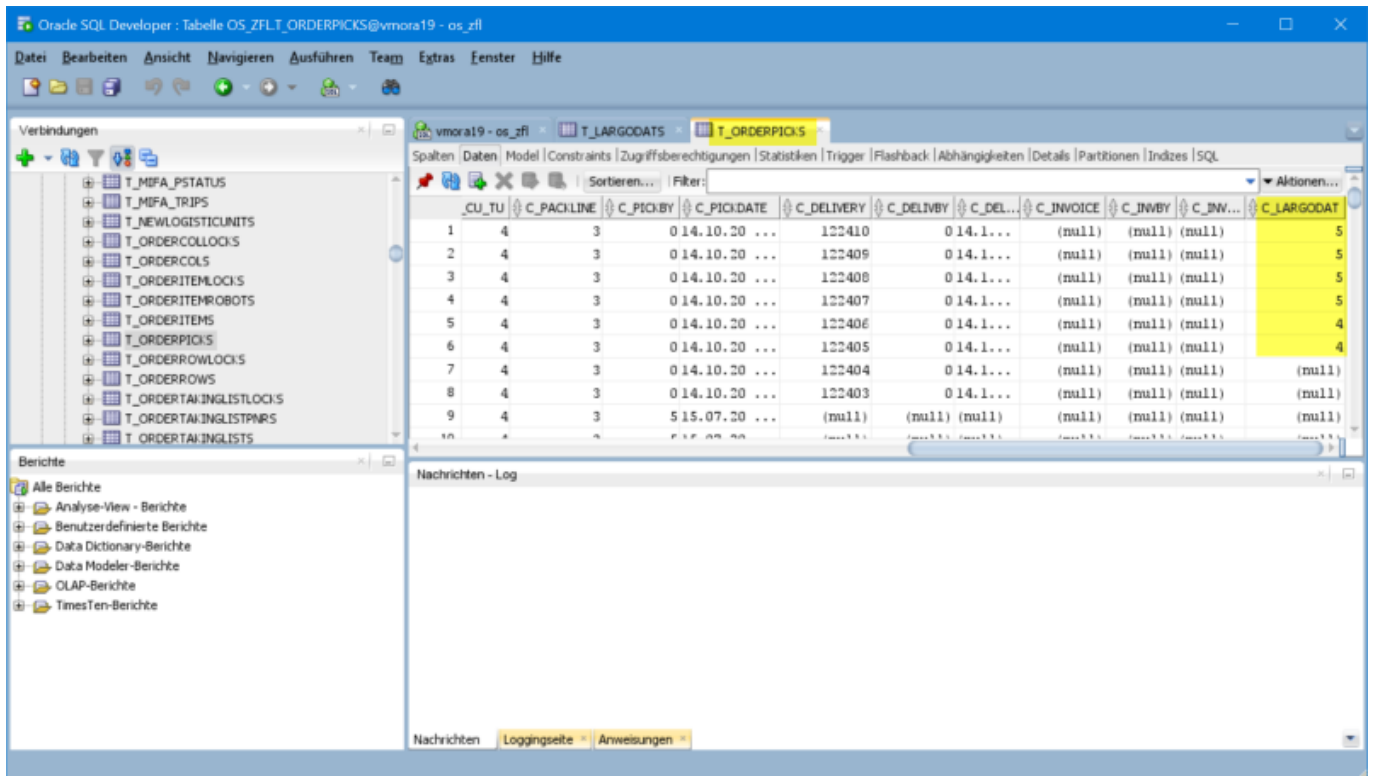 Oracle SQL Developer : Tabelle OS_ZFL.T_ORDERPICKS@vmora19 - os_zfl
Datei Bearbeiten Ansicht Navigieren Ausführen Team Extras Fenster Hilfe
Verbindungen
T_MIFA_PSTATUS
T_MIFA_TRIPS
T_NEWLOGISTICUNITS
T_ORDERCOLLOCKS
T_ORDERCOLS
T_ORDERITEMLOCKS
T_ORDERITEMROBOTS
T_ORDERITEMS
T_ORDERPICKS
T_ORDERROWLOCKS
T_ORDERROWS
T_ORDERTAKINGLISTLOCKS
T_ORDERTAKINGLISTPNRS
T_ORDERTAKINGLISTS
Berichte
Alle Berichte
Analyse-View - Berichte
Benutzerdefinierte Berichte
Data Dictionary-Berichte
Data Modeler-Berichte
OLAP-Berichte
TimesTen-Berichte
vmora19 - os_zfl T_LARGODATS T_ORDERPICKS
Spalten Daten Model Constraints Zugriffsberechtigungen Statistiken Trigger Flashback Abhängigkeiten Details Partitionen Indizes SQL
Sortieren... Filter: Aktionen...
_CU_TU C_PACKLINE C_PICKBY C_PICKDATE C_DELIVERY C_DELIVBY C_DEL... C_INVOICE C_INVBY C_INV... C_LARGODAT
1 4 3 0 14.10.20 ... 122410 0 14.1... (null) (null) (null) 5
2 4 3 0 14.10.20 ... 122409 0 14.1... (null) (null) (null) 5
3 4 3 0 14.10.20 ... 122408 0 14.1... (null) (null) (null) 5
4 4 3 0 14.10.20 ... 122407 0 14.1... (null) (null) (null) 5
5 4 3 0 14.10.20 ... 122406 0 14.1... (null) (null) (null) 4
6 4 3 0 14.10.20 ... 122405 0 14.1... (null) (null) (null) 4
7 4 3 0 14.10.20 ... 122404 0 14.1... (null) (null) (null) (null)
8 4 3 0 14.10.20 ... 122403 0 14.1... (null) (null) (null) (null)
9 4 3 5 15.07.20 ... (null) (null) (null) (null) (null) (null) (null)
Nachrichten - Log
Nachrichten Loggingseite Anweisungen